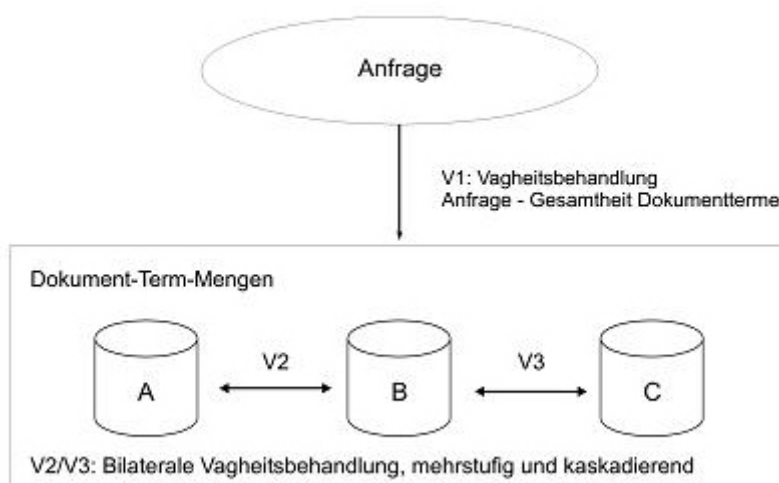 Anfrage
V1: Vagheitsbehandlung
Anfrage - Gesamtheit Dokumentterme
Dokument-Term-Mengen
V2
V3
A
B
C
V2/V3: Bilaterale Vagheitsbehandlung, mehrstufig und kaskadierend